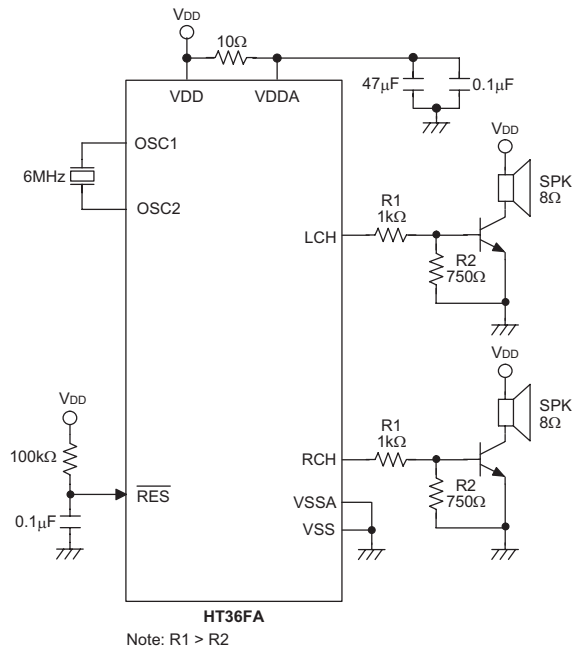 VDD
10Ω
VDD
VDDA
47μF
0.1μF
OSC1
6MHz
OSC2
VDD
SPK
8Ω
LCH
R1
1kΩ
R2
750Ω
VDD
SPK
8Ω
VDD
100kΩ
RES
0.1μF
RCH
R1
1kΩ
R2
750Ω
VSSA
VSS
HT36FA
Note: R1 > R2